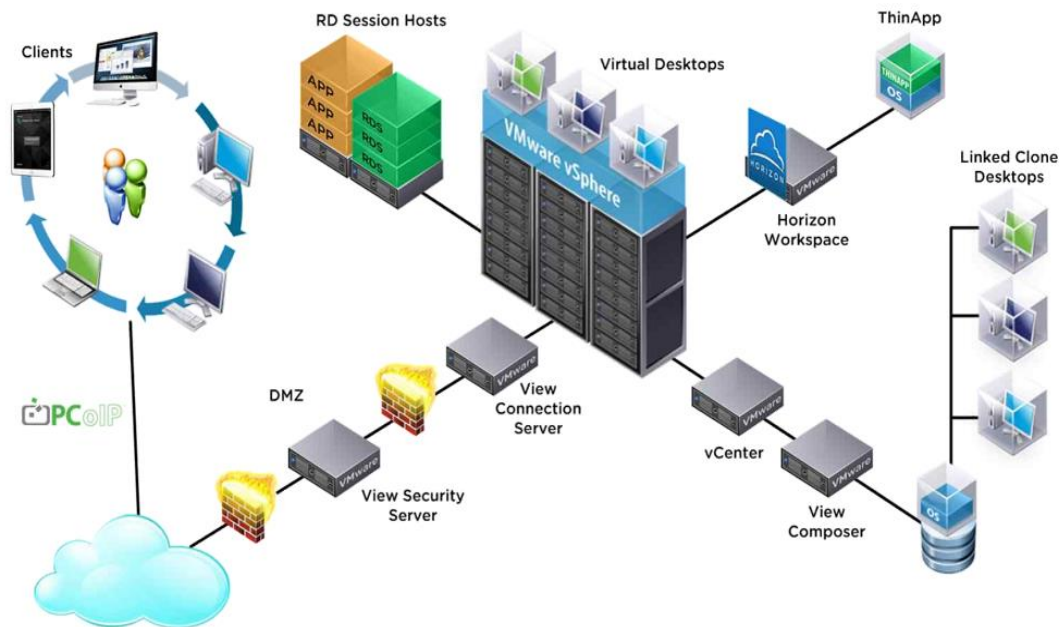 Clients
RD Session Hosts
APP
APP
APP
RDS
RDS
RDS
Virtual Desktops
VMware vSphere
ThinApp
THINAPP
OS
HORIZON
VMware
Horizon
Workspace
Linked Clone
Desktops
PCoIP
DMZ
VMware
View
Connection
Server
VMware
View Security
Server
VMware
vCenter
VMware
View
Composer
OS